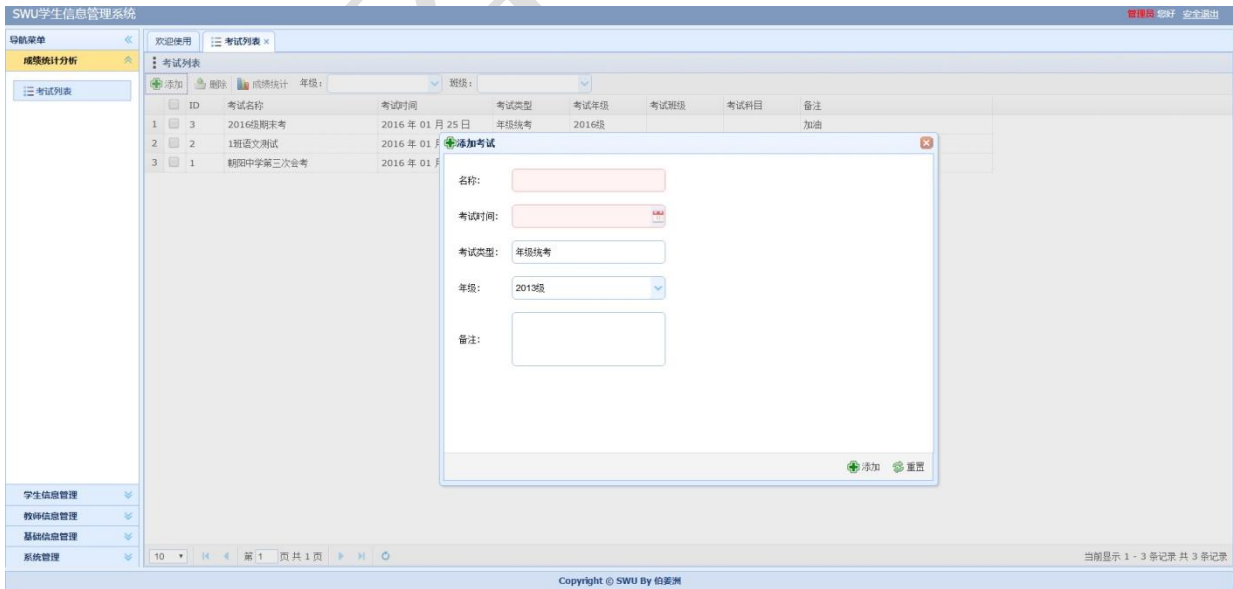 SWU学生信息管理系统 管理员 您好 安全退出
导航菜单 欢迎使用 考试列表
成绩统计分析 考试列表
考试列表 添加 删除 成绩统计 年级： 班级：
ID 考试名称 考试时间 考试类型 考试年级 考试班级 考试科目 备注
1 3 2016级期末考 2016 年 01 月 25 日 年级统考 2016级 加油
2 2 1班语文测试 2016 年 01 月
3 1 朝阳中学第三次会考 2016 年 01 月
添加考试
名称:
考试时间:
考试类型: 年级统考
年级: 2013级
备注:
添加 重置
学生信息管理
教师信息管理
基础信息管理
系统管理 10 第 1 页 共 1 页 当前显示 1 - 3 条记录 共 3 条记录
Copyright © SWU By 伯姜洲